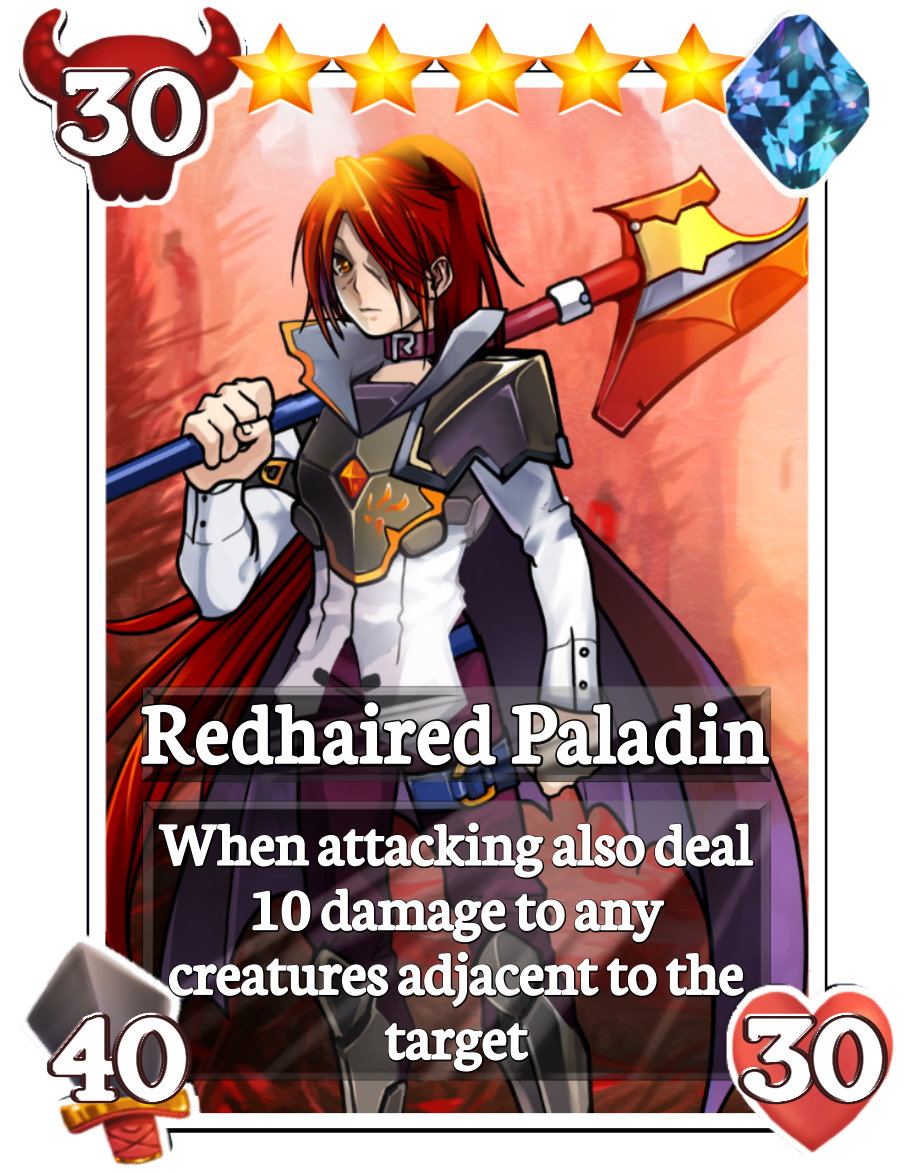 30
R
Redhaired Paladin
When attacking also deal
10 damage to any
creatures adjacent to the
target
40
30